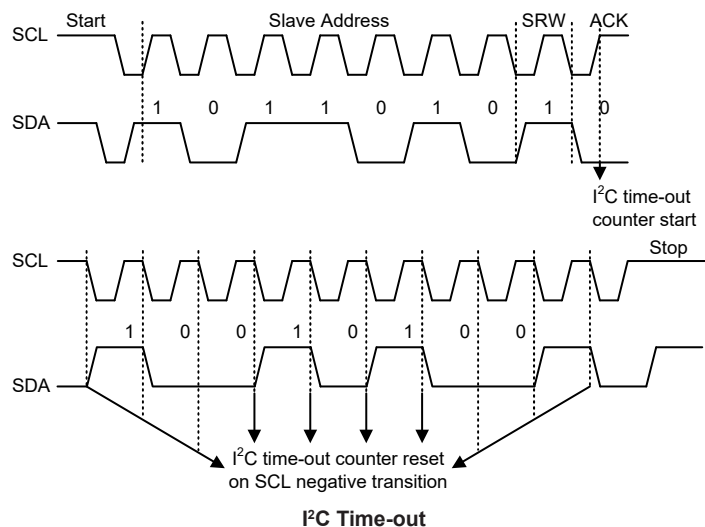 Start Slave Address SRW ACK
SCL
1 0 1 1 0 1 0 1 0
SDA
I²C time-out
counter start
Stop
SCL
1 0 0 1 0 1 0 0
SDA
I²C time-out counter reset
on SCL negative transition
I²C Time-out